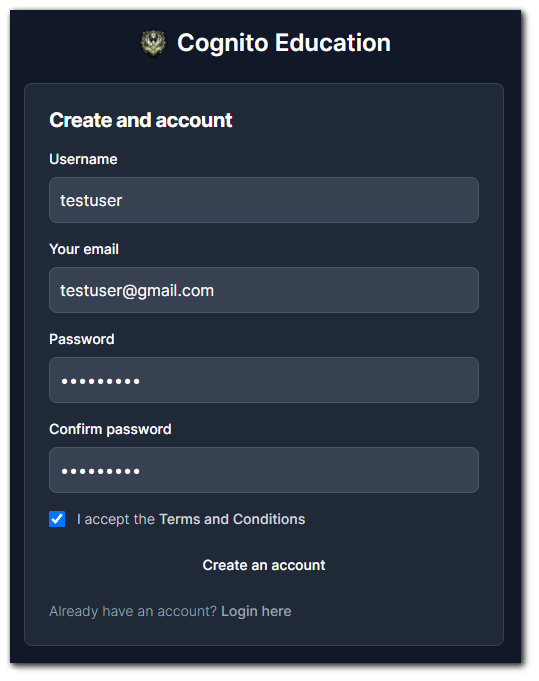 Cognito Education
Create and account
Username
testuser
Your email
testuser@gmail.com
Password
•••••••••
Confirm password
•••••••••
I accept the Terms and Conditions
Create an account
Already have an account? Login here